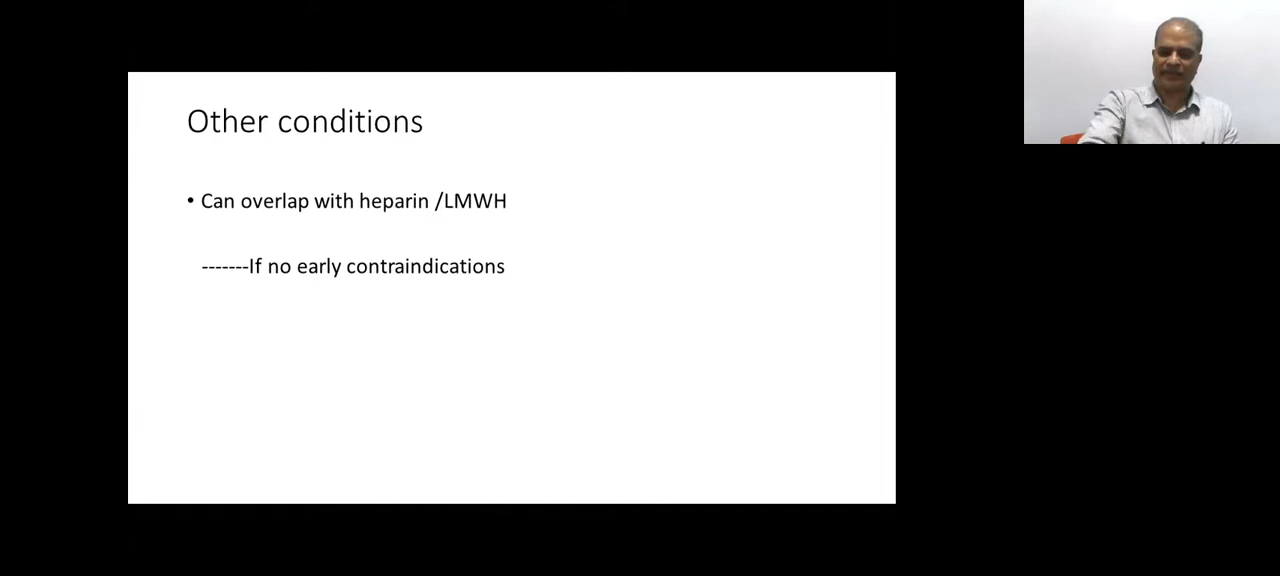 Other conditions
• Can overlap with heparin /LMWH
-------If no early contraindications